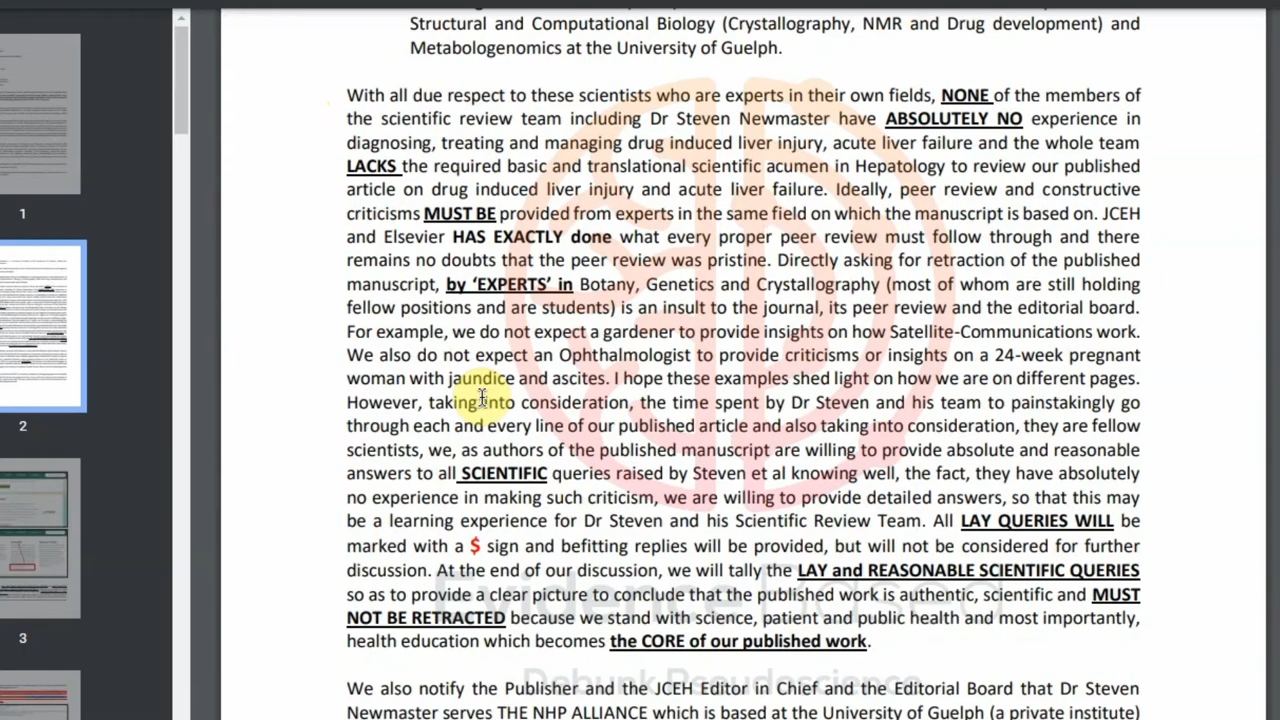 Structural and Computational Biology (Crystallography, NMR and Drug development) and
Metabologenomics at the University of Guelph.
With all due respect to these scientists who are experts in their own fields, NONE of the members of
the scientific review team including Dr Steven Newmaster have ABSOLUTELY NO experience in
diagnosing, treating and managing drug induced liver injury, acute liver failure and the whole team
LACKS the required basic and translational scientific acumen in Hepatology to review our published
article on drug induced liver injury and acute liver failure. Ideally, peer review and constructive
criticisms MUST BE provided from experts in the same field on which the manuscript is based on. JCEH
and Elsevier HAS EXACTLY done what every proper peer review must follow through and there
remains no doubts that the peer review was pristine. Directly asking for retraction of the published
manuscript, by ‘EXPERTS’ in Botany, Genetics and Crystallography (most of whom are still holding
fellow positions and are students) is an insult to the journal, its peer review and the editorial board.
For example, we do not expect a gardener to provide insights on how Satellite-Communications work.
We also do not expect an Ophthalmologist to provide criticisms or insights on a 24-week pregnant
woman with jaundice and ascites. I hope these examples shed light on how we are on different pages.
However, taking into consideration, the time spent by Dr Steven and his team to painstakingly go
through each and every line of our published article and also taking into consideration, they are fellow
scientists, we, as authors of the published manuscript are willing to provide absolute and reasonable
answers to all SCIENTIFIC queries raised by Steven et al knowing well, the fact, they have absolutely
no experience in making such criticism, we are willing to provide detailed answers, so that this may
be a learning experience for Dr Steven and his Scientific Review Team. All LAY QUERIES WILL be
marked with a $ sign and befitting replies will be provided, but will not be considered for further
discussion. At the end of our discussion, we will tally the LAY and REASONABLE SCIENTIFIC QUERIES
so as to provide a clear picture to conclude that the published work is authentic, scientific and MUST
NOT BE RETRACTED because we stand with science, patient and public health and most importantly,
health education which becomes the CORE of our published work.
We also notify the Publisher and the JCEH Editor in Chief and the Editorial Board that Dr Steven
Newmaster serves THE NHP ALLIANCE which is based at the University of Guelph (a private institute)
Evidence Based
Debunk Pseudoscience
1
2
3